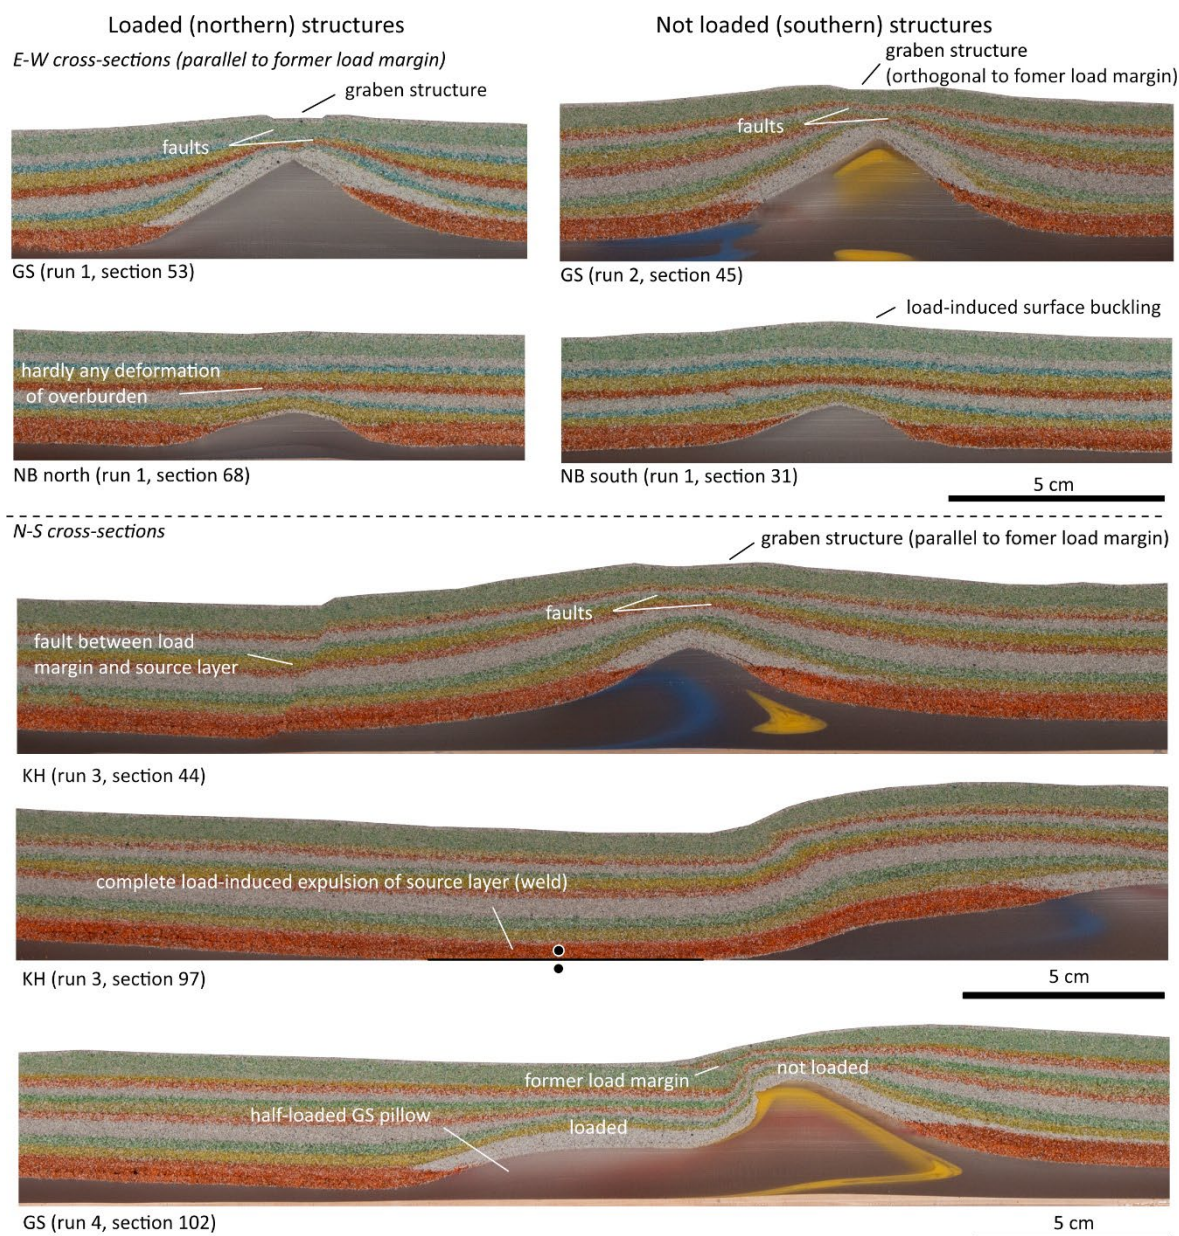 Loaded (northern) structures
Not loaded (southern) structures
E-W cross-sections (parallel to former load margin)
graben structure
(orthogonal to fomer load margin)
graben structure
faults
faults
GS (run 1, section 53)
GS (run 2, section 45)
load-induced surface buckling
hardly any deformation
of overburden
NB north (run 1, section 68)
NB south (run 1, section 31)
5 cm
N-S cross-sections
graben structure (parallel to fomer load margin)
faults
fault between load
margin and source layer
KH (run 3, section 44)
complete load-induced expulsion of source layer (weld)
KH (run 3, section 97)
5 cm
former load margin
not loaded
half-loaded GS pillow
loaded
GS (run 4, section 102)
5 cm